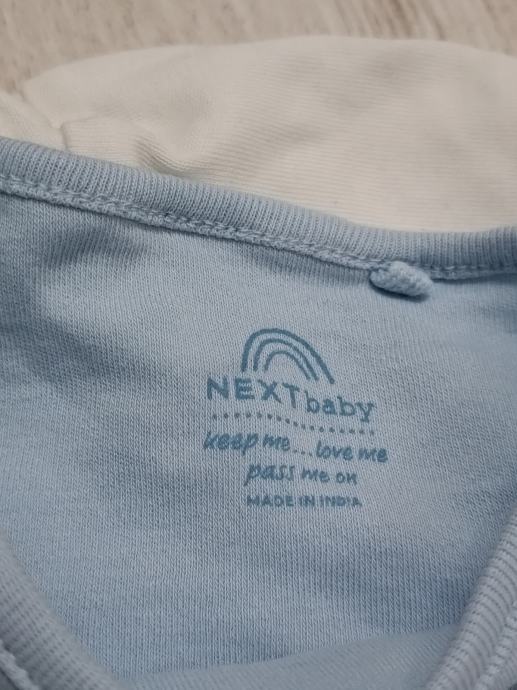 NEXTbaby
keep me...love me
pass me on
MADE IN INDIA